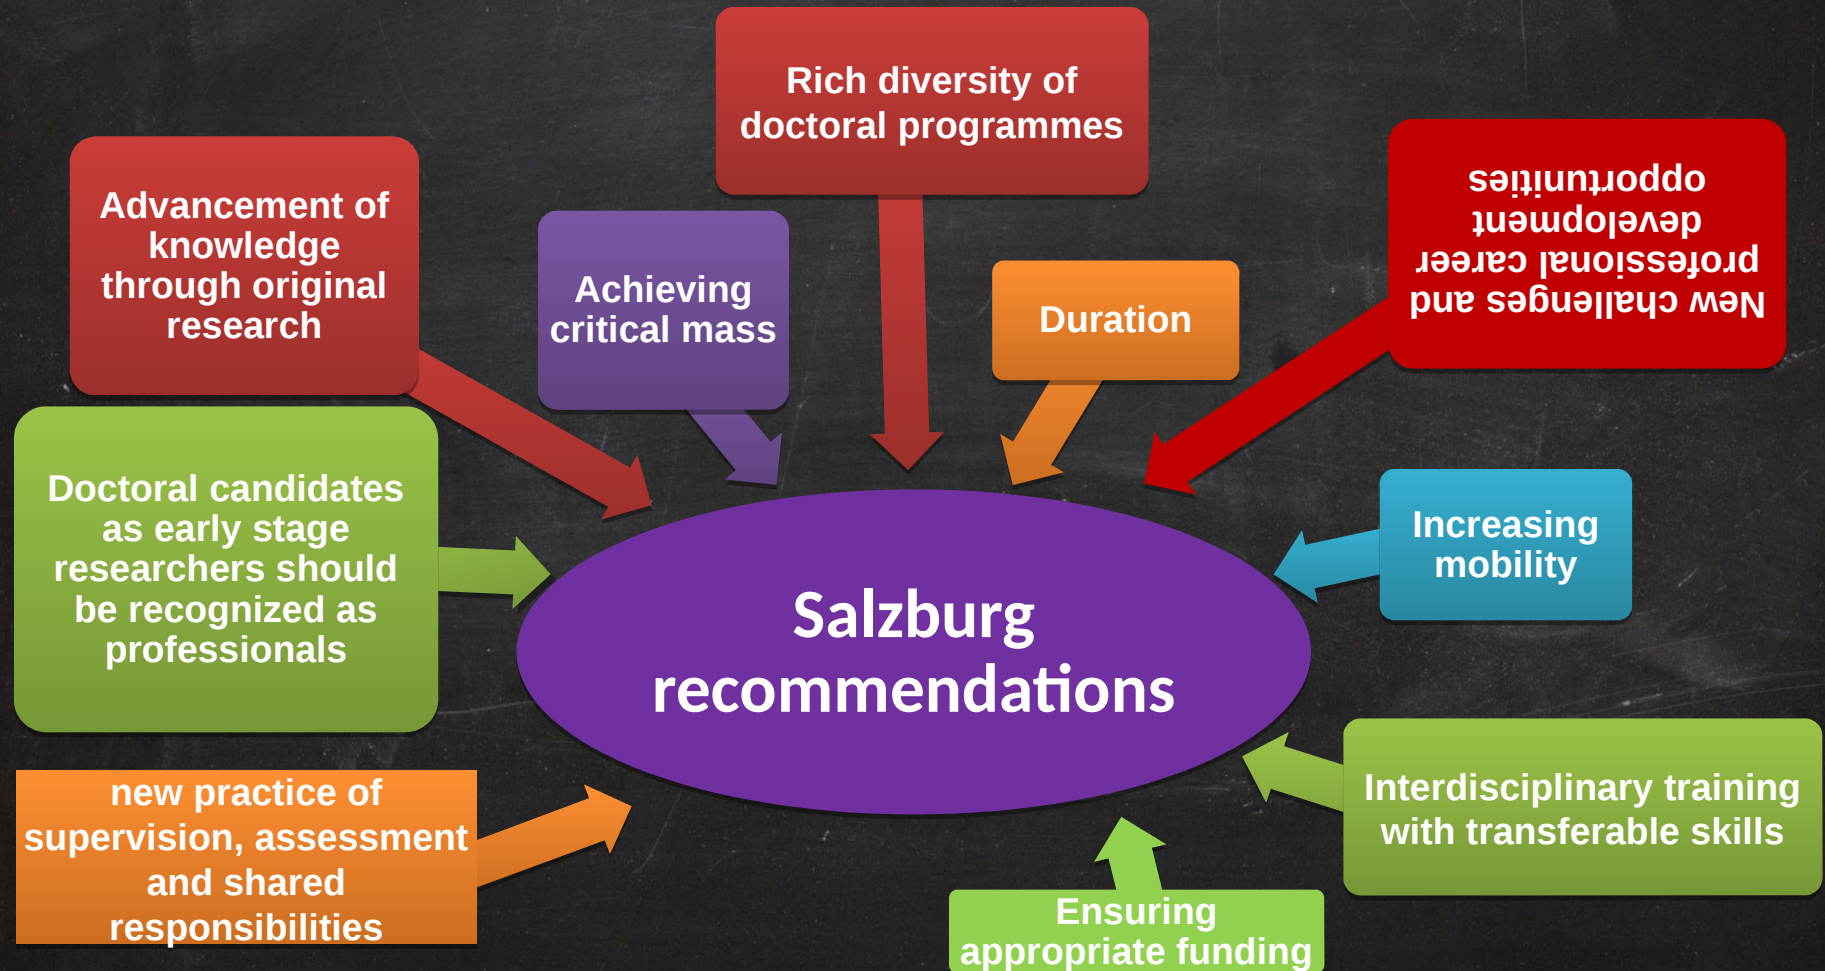 Rich diversity of
doctoral programmes
Advancement of
knowledge
through original
research
Achieving
critical mass
Duration
New challenges and
professional career
development
opportunities
Doctoral candidates
as early stage
researchers should
be recognized as
professionals
Increasing
mobility
Salzburg
recommendations
new practice of
supervision, assessment
and shared
responsibilities
Interdisciplinary training
with transferable skills
Ensuring
appropriate funding